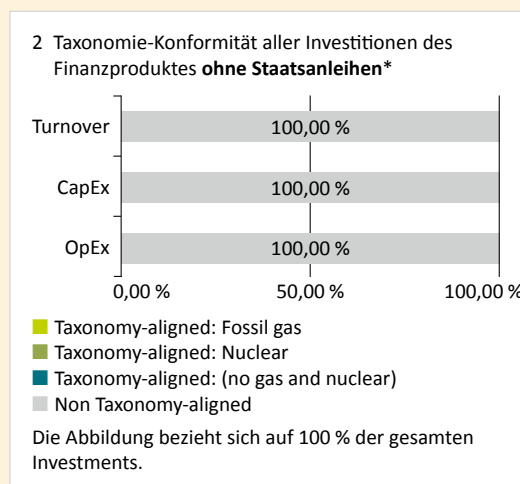 2 Taxonomie-Konformität aller Investitionen des
Finanzproduktes ohne Staatsanleihen*
Turnover 100,00 %
CapEx 100,00 %
OpEx 100,00 %
0,00 % 50,00 % 100,00 %
Taxonomy-aligned: Fossil gas
Taxonomy-aligned: Nuclear
Taxonomy-aligned: (no gas and nuclear)
Non Taxonomy-aligned
Die Abbildung bezieht sich auf 100 % der gesamten
Investments.